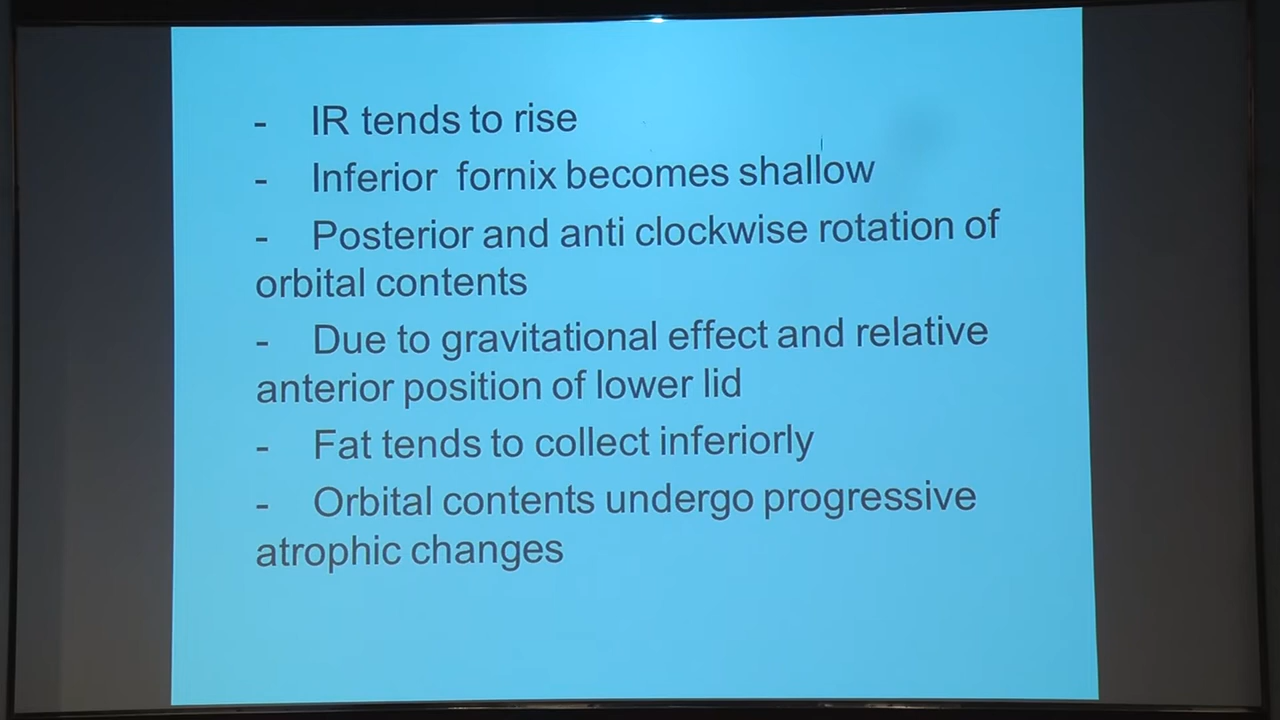 - IR tends to rise
- Inferior fornix becomes shallow
- Posterior and anti clockwise rotation of
orbital contents
- Due to gravitational effect and relative
anterior position of lower lid
- Fat tends to collect inferiorly
- Orbital contents undergo progressive
atrophic changes